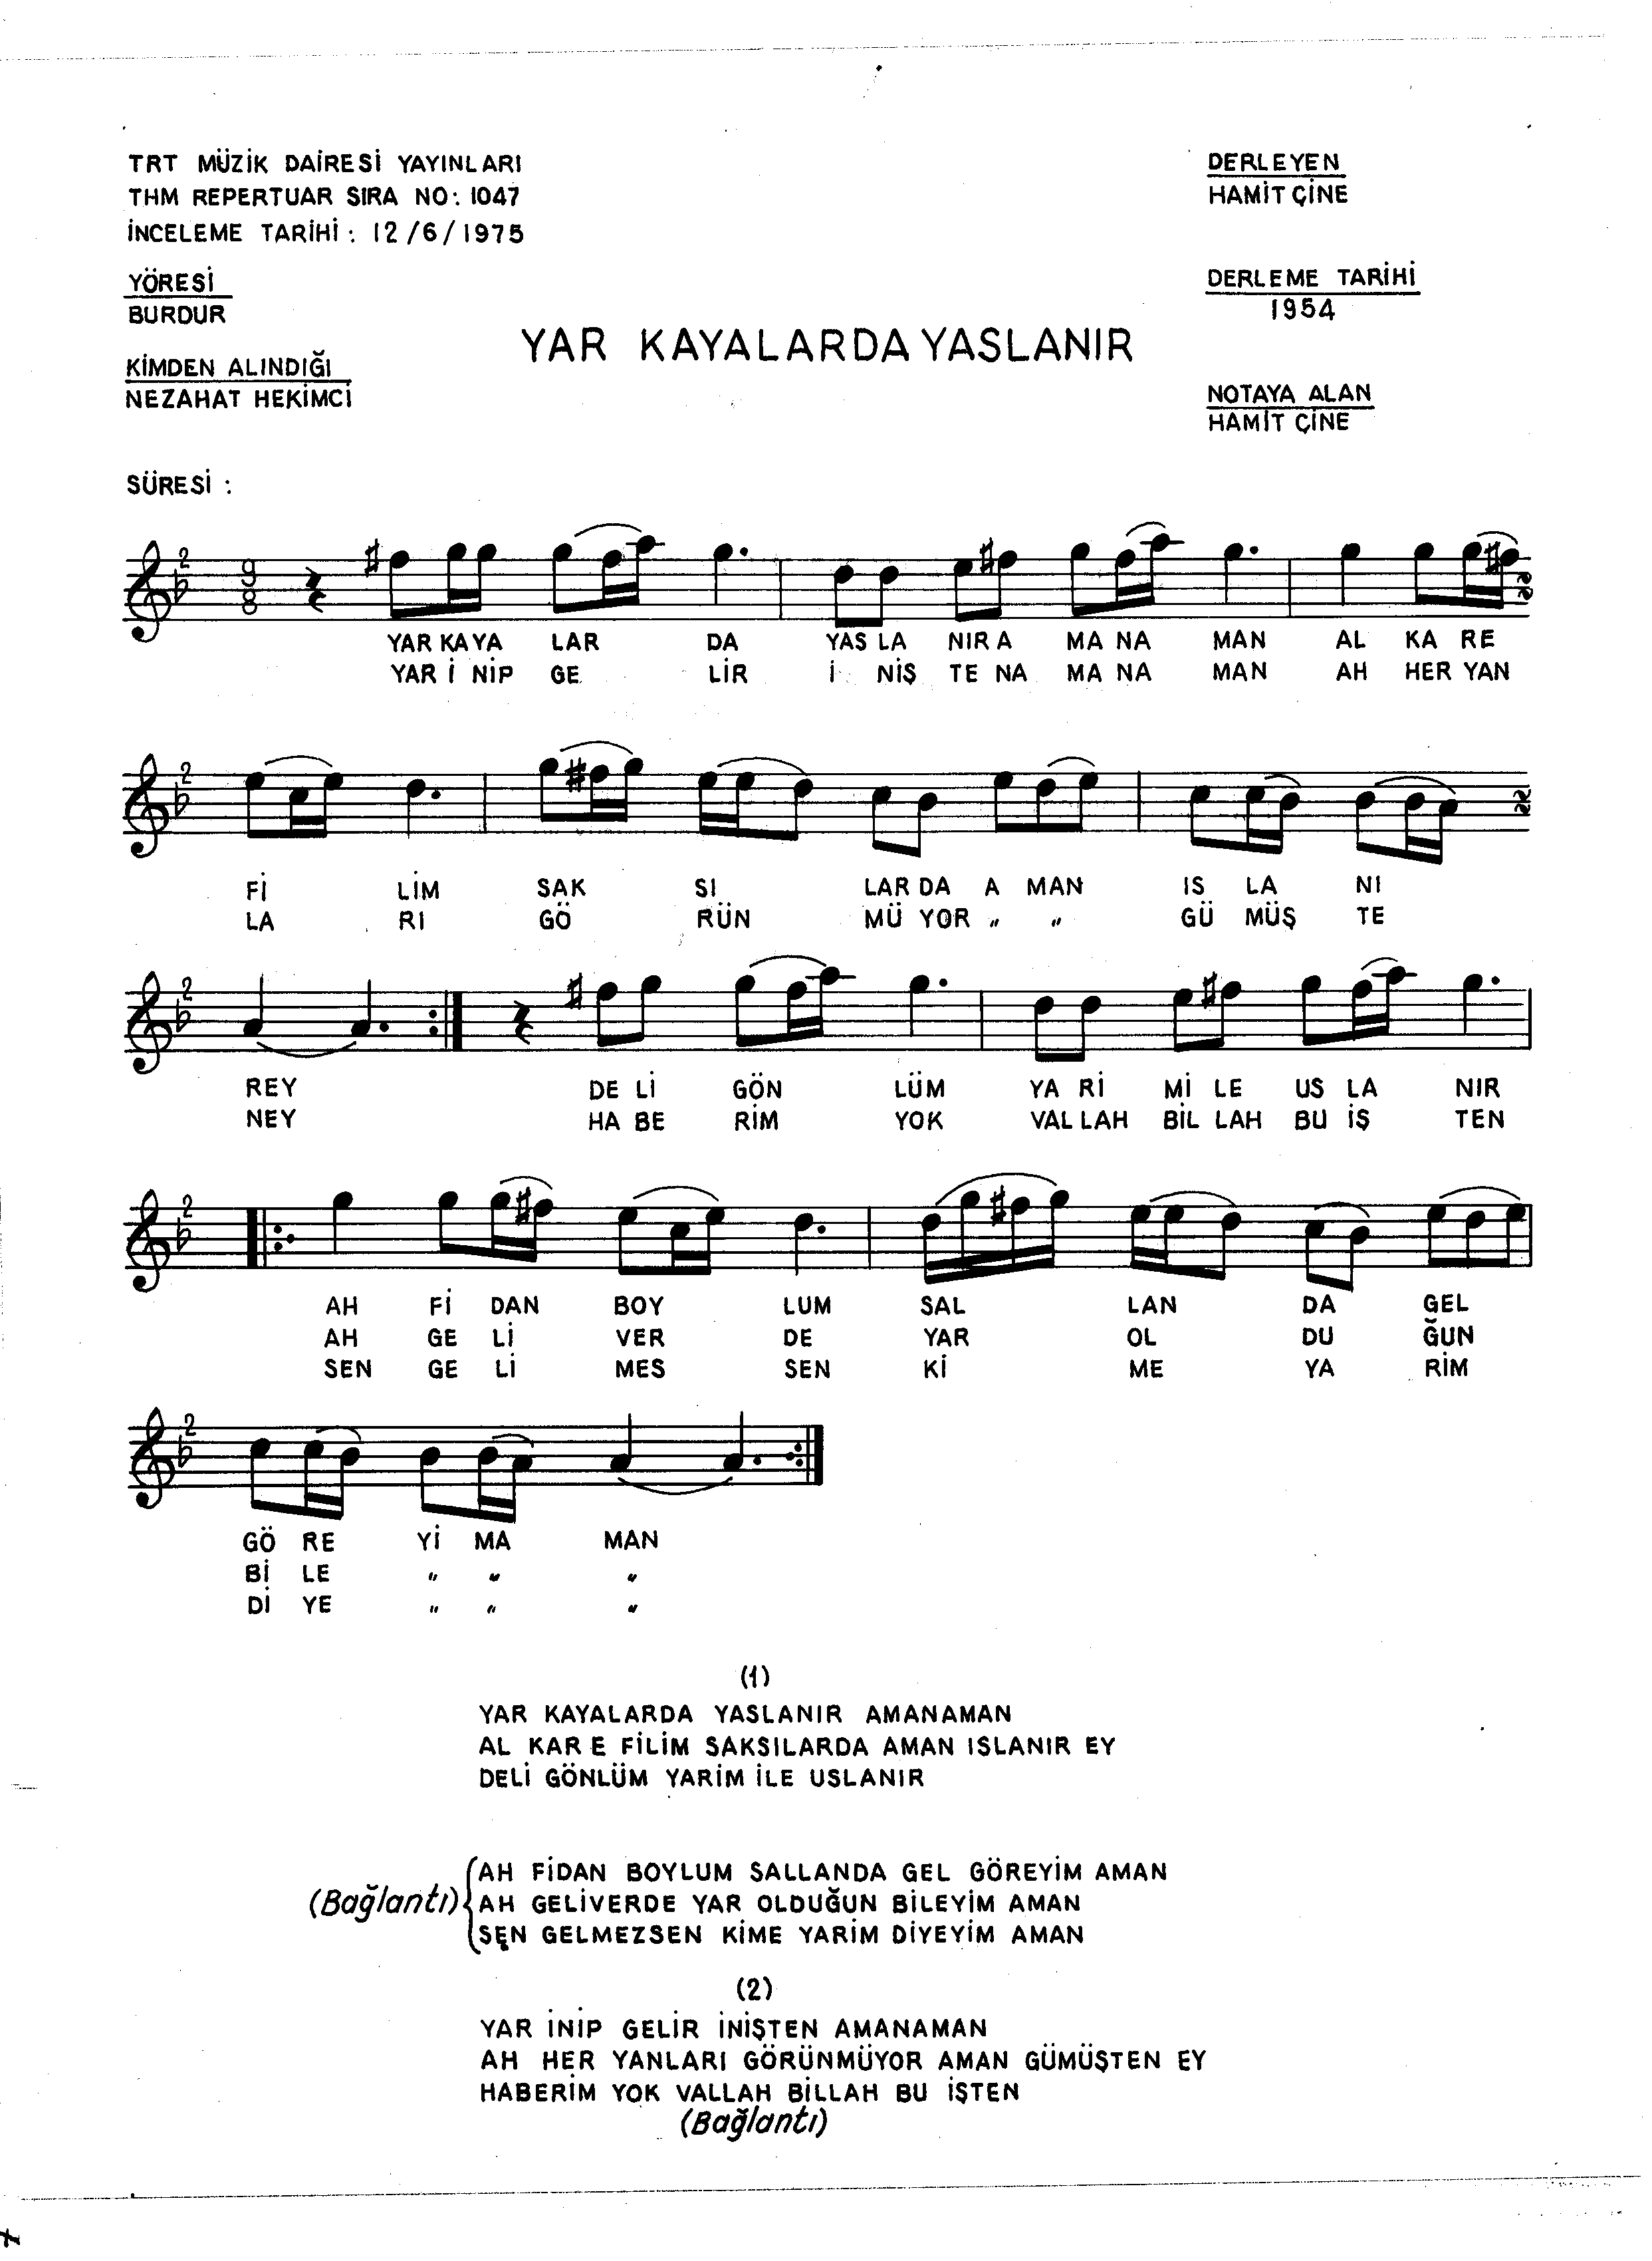 TRT MÜZİK DAİRESİ YAYINLARI
THM REPERTUAR SIRA NO: 1047
İNCELEME TARİHİ: 12/6/1975
YÖRESİ
BURDUR
KİMDEN ALINDIĞI
NEZAHAT HEKİMCİ
SÜRESİ :
DERLEYEN
HAMİT ÇİNE
DERLEME TARİHİ
1954
NOTAYA ALAN
HAMİT ÇİNE
YAR KAYALARDA YASLANIR
2 9 8
YAR KA YA LAR DA YAS LA NIR A MA NA MAN AL KA RE
YAR İ NİP GE LİR İ NİŞ TE NA MA NA MAN AH HER YAN
2
Fİ LİM SAK SI LAR DA A MAN IS LA NI
LA RI GÖ RÜN MÜ YOR " " GÜ MÜŞ TE
2
REY DE Lİ GÖN LÜM YA Rİ Mİ LE US LA NIR
NEY HA BE RİM YOK VAL LAH BİL LAH BU İŞ TEN
2
AH Fİ DAN BOY LUM SAL LAN DA GEL
AH GE Lİ VER DE YAR OL DU ĞUN
SEN GE Lİ MES SEN Kİ ME YA RİM
2
GÖ RE Yİ MA MAN
Bİ LE " " "
Dİ YE " " "
(1)
YAR KAYALARDA YASLANIR AMANAMAN
AL KAR E FİLİM SAKSILARDA AMAN ISLANIR EY
DELİ GÖNLÜM YARİM İLE USLANIR
AH FİDAN BOYLUM SALLANDA GEL GÖREYİM AMAN
(Bağlantı) AH GELİVERDE YAR OLDUĞUN BİLEYİM AMAN
SEN GELMEZSEN KİME YARİM DİYEYİM AMAN
(2)
YAR İNİP GELİR İNİŞTEN AMANAMAN
AH HER YANLARI GÖRÜNMÜYOR AMAN GÜMÜŞTEN EY
HABERİM YOK VALLAH BİLLAH BU İŞTEN
(Bağlantı)